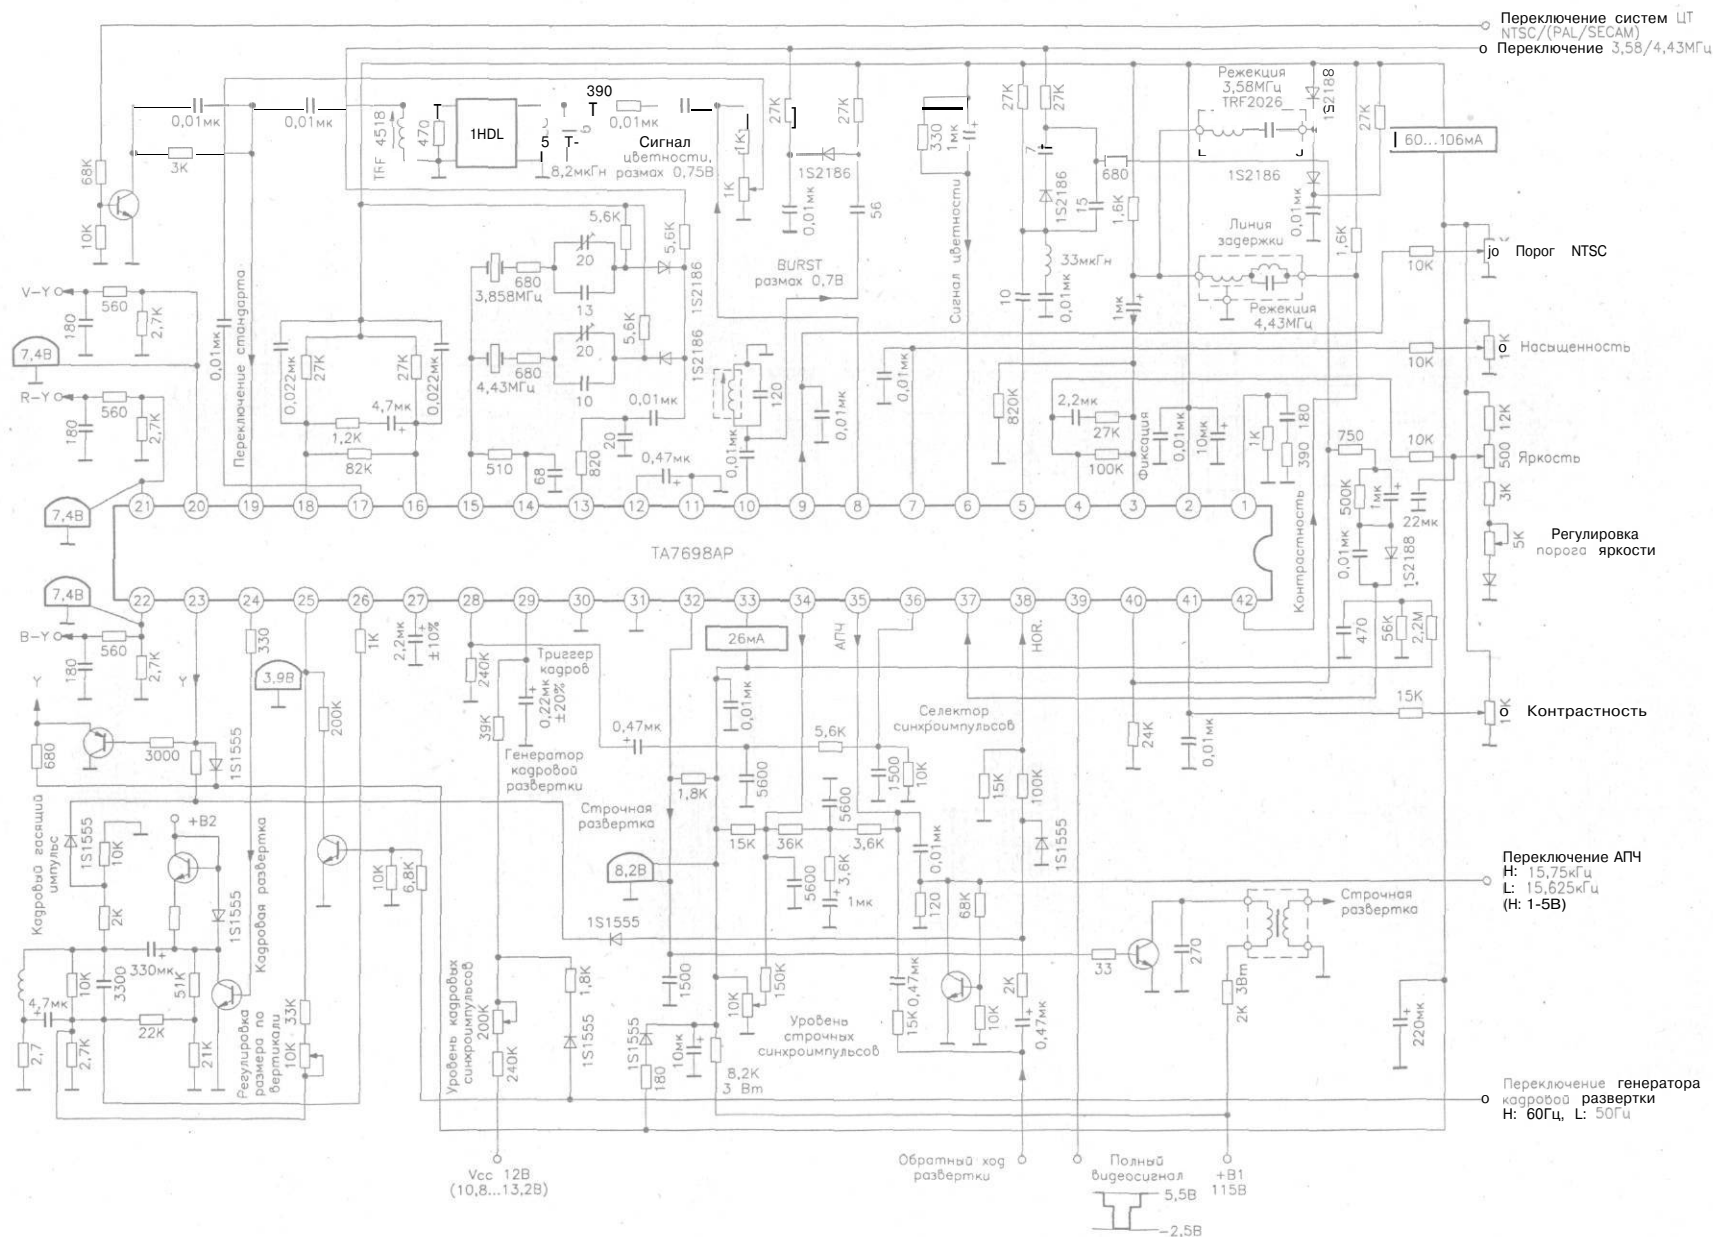 Переключение систем ЦТ
NTSC/(PAL/SECAM)
о Переключение 3,58/4,43МГц
Режекция
3,58МГц
TRF2026
1S2188
27K
27K
27K
27K
27K
60...106мА
390
0,01мк
0,01мк
0,01мк
TRF 4518
470
1HDL
5
T-
8,2мкГн
Сигнал
цветности,
размах 0,75В
1K
1K
1S2186
330
1мк
680
1S2186
15
1,6K
1S2186
0,01мк
68K
3K
10K
5,6K
5,6K
0,01мк
56
Линия
задержки
1,6K
10K
jo Порог NTSC
20
680
3,858МГц
13
1S2186
BURST
размах 0,7В
Сигнал цветности
33мкГн
10
0,01мк
1мк
Режекция
4,43МГц
V-Y
560
180
2,7K
7,4В
0,01мк
Переключение стандарта
0,022мк
27K
27K
0,022мк
5,6K
20
680
4,43МГц
10
1S2186
120
0,01мк
10K
10K
о Насыщенность
R-Y
560
180
2,7K
1,2K
4,7мк
82K
0,01мк
20
820
510
68
0,47мк
0,01мк
0,01мк
820K
2,2мк
27K
100K
Фиксация
0,01мк
10мк
1K
180
390
750
10K
12K
500
Яркость
3K
7,4В
500K
1мк
22мк
Контрастность
0,01мк
1S2188
5K
Регулировка
порога яркости
21 20 19 18 17 16 15 14 13 12 11 10 9 8 7 6 5 4 3 2 1
TA7698AP
22 23 24 25 26 27 28 29 30 31 32 33 34 35 36 37 38 39 40 41 42
7,4В
B-Y
560
180
2,7K
Y
330
3,9В
1K
2,2мк
±10%
240K
Триггер
кадров
0,22мк
±20%
26мА
АПЧ
HOR.
470
56K
2,2M
Y
680
3000
1S1555
200K
39K
Генератор
кадровой
развертки
0,47мк
0,01мк
Селектор
синхроимпульсов
5,6K
24K
0,01мк
15K
10K
о Контрастность
5600
1500
10K
15K
100K
1,8K
Кадровый гасящий
импульс
1S1555
10K
+B2
Кадровая развертка
Строчная
развертка
15K
36K
5600
3,6K
0,01мк
1S1555
8,2В
5600
3,6K
1мк
10K
6,8K
2K
1S1555
330мк
120
68K
Переключение АПЧ
H: 15,75кГц
L: 15,625кГц
(H: 1-5В)
Строчная
развертка
1S1555
10K
3300
51K
4,7мк
22K
2,7
2,7K
21K
Регулировка
размера по
вертикали
33K
10K
Уровень кадровых
синхроимпульсов
200K
240K
1,8K
1S1555
1500
10K
150K
0,47мк
15K
Уровень
строчных
синхроимпульсов
10K
2K
0,47мк
33
270
2K 3Вт
220мк
1S1555
180
10мк
8,2K
3 Вт
Переключение генератора
о кадровой развертки
H: 60Гц, L: 50Гц
Vcc 12В
(10,8...13,2В)
Обратный ход
развертки
Полный
видеосигнал
5,5В
-2,5В
+B1
115В